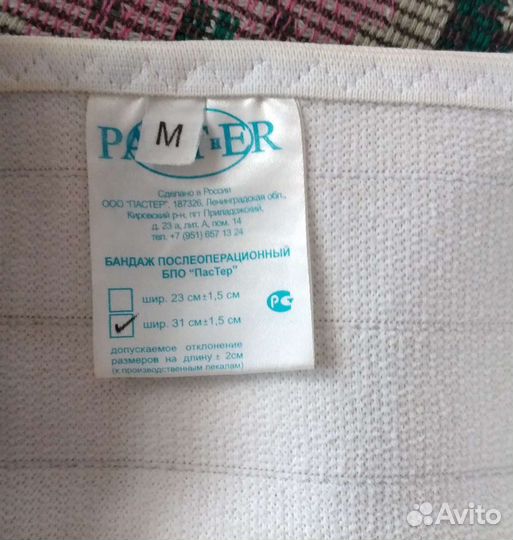 PA
M
T
ER
Сделано в России
ООО "ПАСТЕР", 187326, Ленинградская обл.,
Кировский р-н, пгт Приладожский,
д. 23 а, лит. А, пом. 14
тел. +7 (951) 657 13 24
БАНДАЖ ПОСЛЕОПЕРАЦИОННЫЙ
БПО "ПасТер"
шир. 23 см±1,5 см
шир. 31 см±1,5 см
допускаемое отклонение
размеров на длину ± 2см
(к производственным лекалам)
Avito